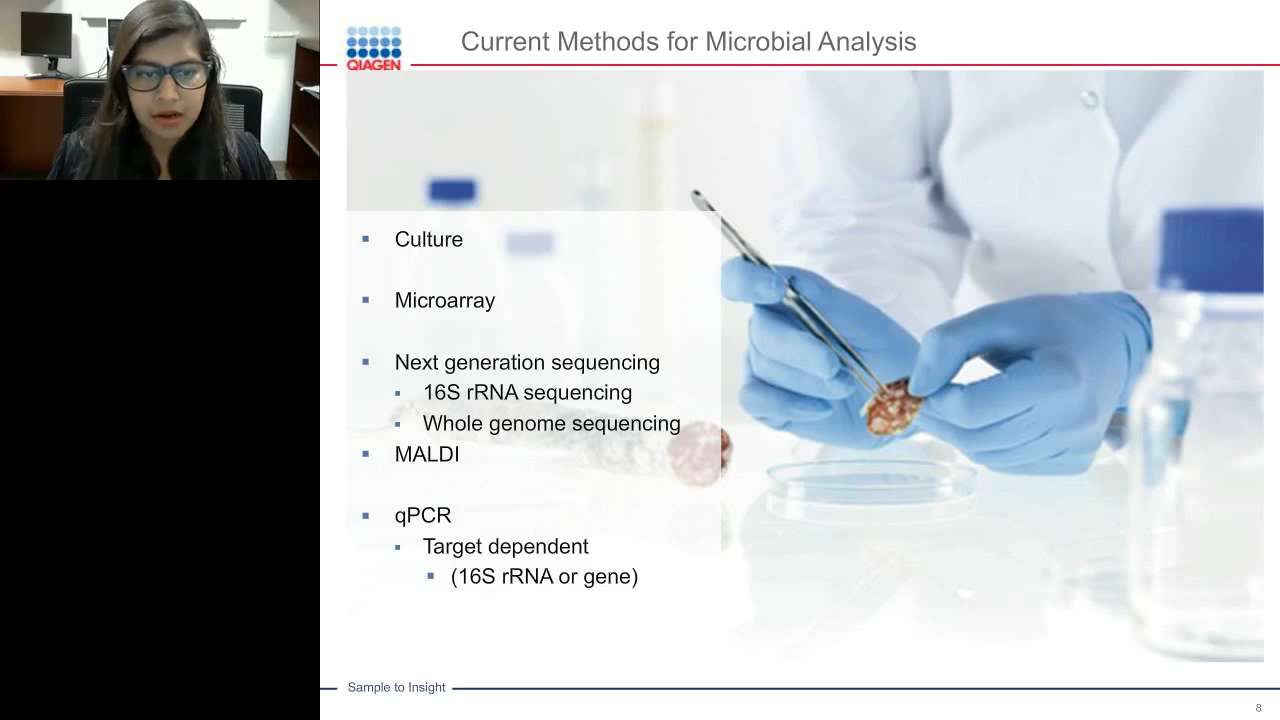 QIAGEN
Current Methods for Microbial Analysis
Culture
Microarray
Next generation sequencing
16S rRNA sequencing
Whole genome sequencing
MALDI
qPCR
Target dependent
(16S rRNA or gene)
Sample to Insight
8